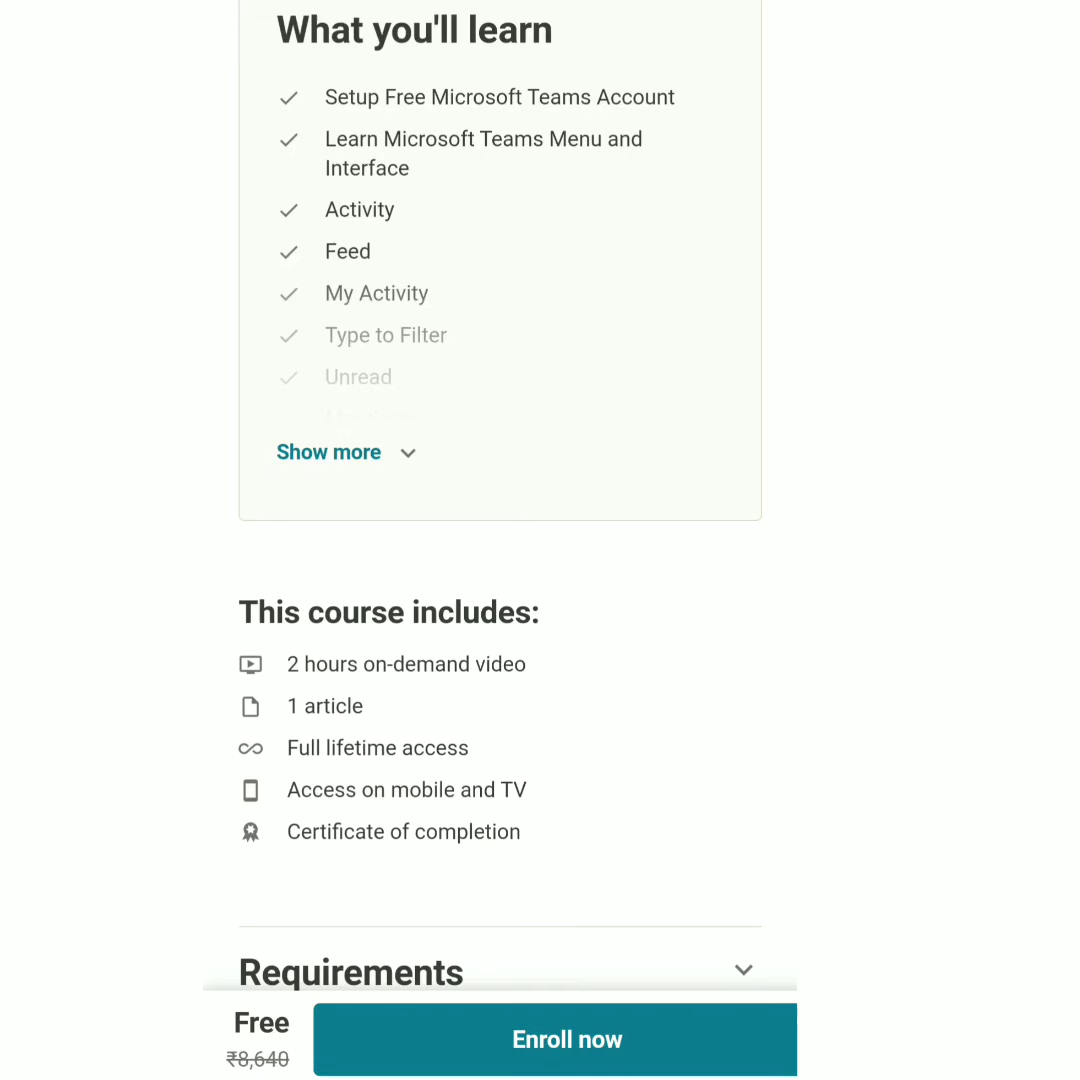 What you'll learn
Setup Free Microsoft Teams Account
Learn Microsoft Teams Menu and
Interface
Activity
Feed
My Activity
Type to Filter
Unread
Show more
This course includes:
2 hours on-demand video
1 article
Full lifetime access
Access on mobile and TV
Certificate of completion
Requirements
Free
₹8,640
Enroll now